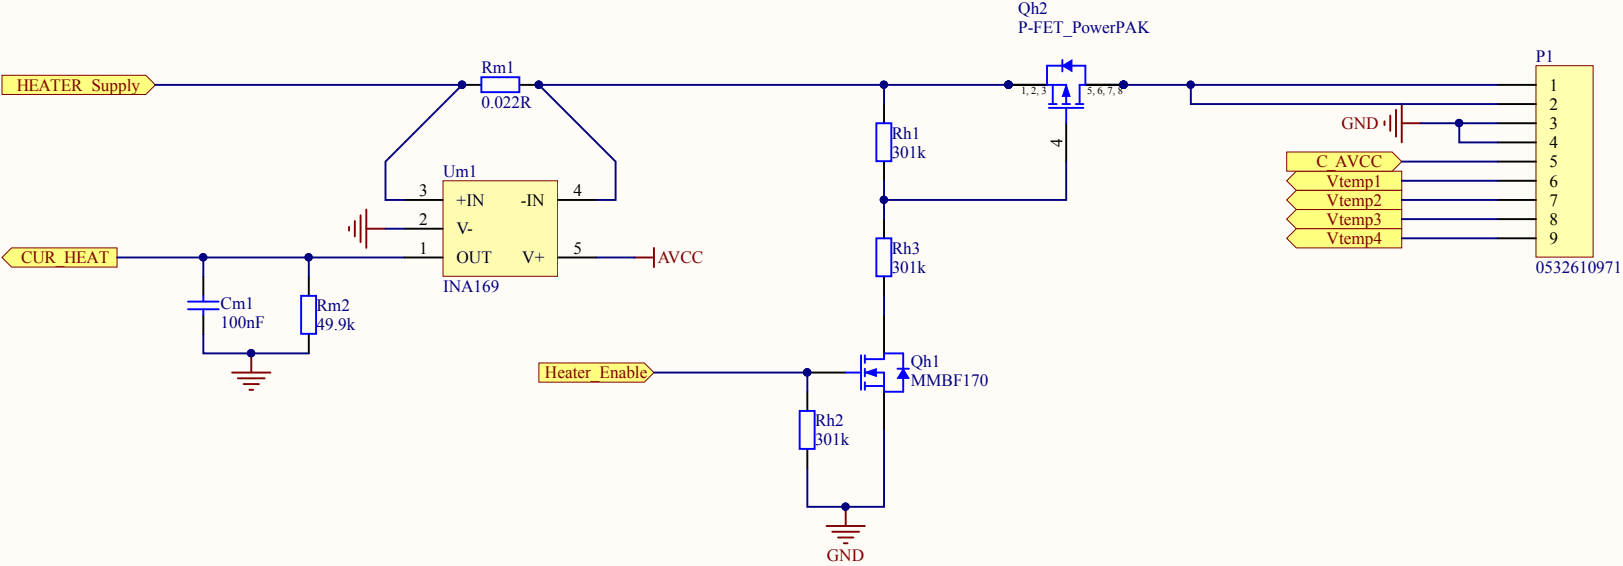 Qh2
P-FET_PowerPAK
P1
HEATER_Supply
Rm1
0.022R
1, 2, 3
5, 6, 7, 8
4
1
2
3
4
5
6
7
8
9
GND
C_AVCC
Vtemp1
Vtemp2
Vtemp3
Vtemp4
0532610971
Rh1
301k
Um1
3
+IN
-IN
4
2
V-
1
OUT
V+
5
AVCC
INA169
CUR_HEAT
Cm1
100nF
Rm2
49.9k
Rh3
301k
Heater_Enable
Qh1
MMBF170
Rh2
301k
GND